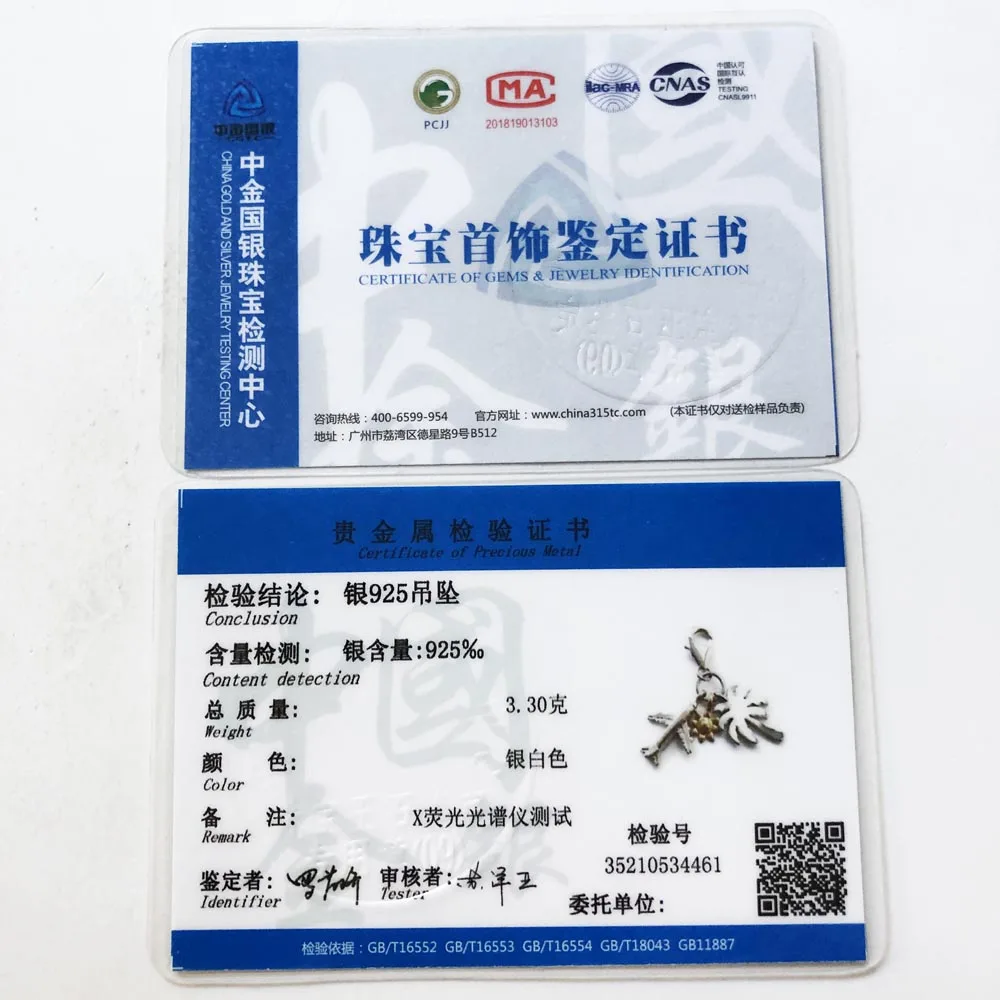 PCJJ
MA
201819013103
ilac-MRA
CNAS
中国认可
国际互认
检测
TESTING
CNASL9911
中金国银
中金国银珠宝检测中心
CHINA GOLD AND SILVER JEWELRY TESTING CENTER
珠宝首饰鉴定证书
CERTIFICATE OF GEMS & JEWELRY IDENTIFICATION
咨询热线：400-6599-954 官方网址：www.china315tc.com (本证书仅对送检样品负责)
地址：广州市荔湾区德星路9号B512
贵金属检验证书
Certificate of Precious Metal
检验结论: 银925吊坠
Conclusion
含量检测: 银含量:925‰
Content detection
总质量: 3.30克
Weight
颜色: 银白色
Color
备注: X荧光光谱仪测试
Remark
检验号
35210534461
鉴定者: 审核者:
Identifier Tester
委托单位:
检验依据：GB/T16552 GB/T16553 GB/T16554 GB/T18043 GB11887